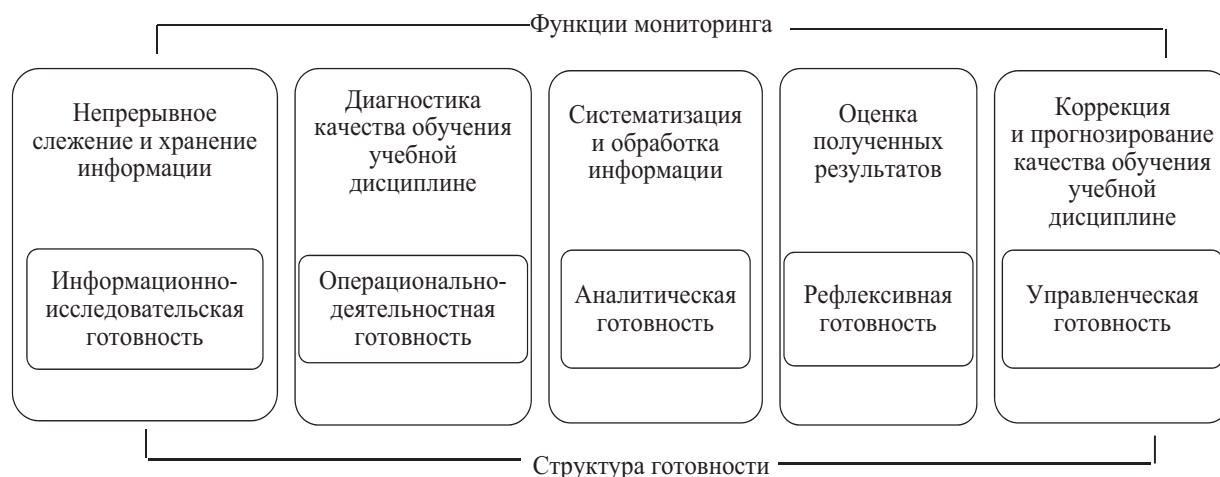 Функции мониторинга
Непрерывное
слежение и хранение
информации
Информационно-
исследовательская
готовность
Диагностика
качества обучения
учебной
дисциплине
Операционально-
деятельностная
готовность
Систематизация
и обработка
информации
Аналитическая
готовность
Оценка
полученных
результатов
Рефлексивная
готовность
Коррекция
и прогнозирование
качества обучения
учебной
дисциплине
Управленческая
готовность
Структура готовности